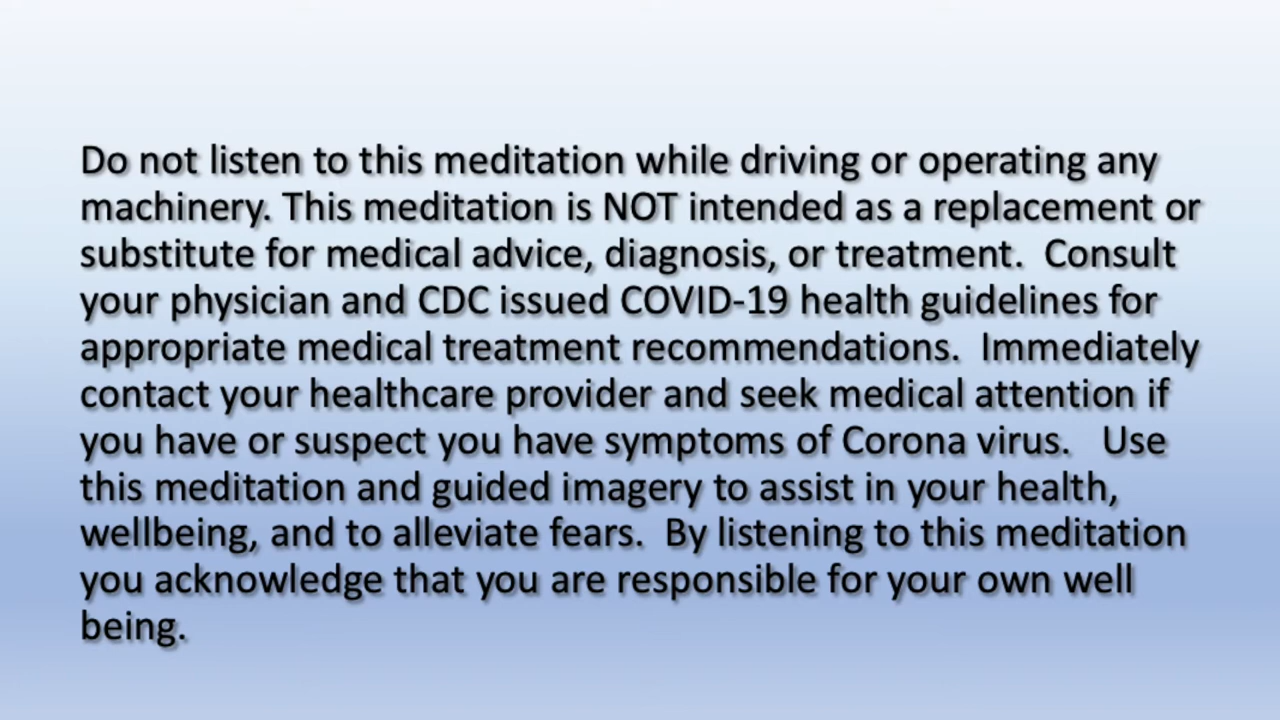 Do not listen to this meditation while driving or operating any
machinery. This meditation is NOT intended as a replacement or
substitute for medical advice, diagnosis, or treatment.  Consult
your physician and CDC issued COVID-19 health guidelines for
appropriate medical treatment recommendations.  Immediately
contact your healthcare provider and seek medical attention if
you have or suspect you have symptoms of Corona virus.   Use
this meditation and guided imagery to assist in your health,
wellbeing, and to alleviate fears.  By listening to this meditation
you acknowledge that you are responsible for your own well
being.